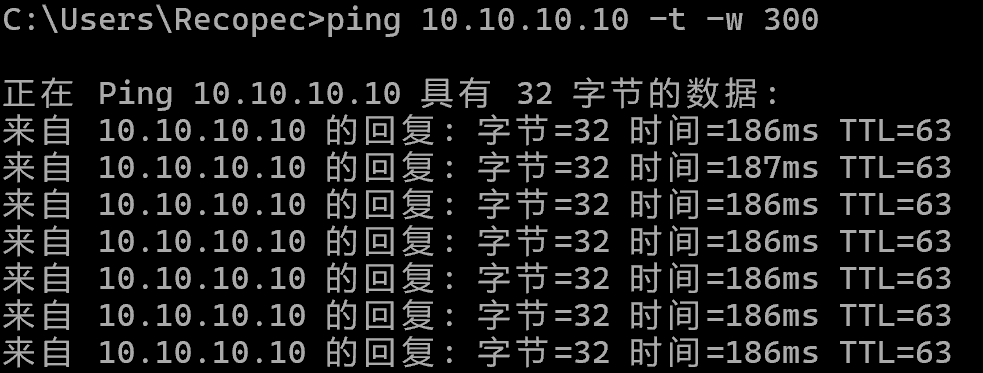 C:\Users\Recopec>ping 10.10.10.10 -t -w 300
正在 Ping 10.10.10.10 具有 32 字节的数据:
来自 10.10.10.10 的回复: 字节=32 时间=186ms TTL=63
来自 10.10.10.10 的回复: 字节=32 时间=187ms TTL=63
来自 10.10.10.10 的回复: 字节=32 时间=186ms TTL=63
来自 10.10.10.10 的回复: 字节=32 时间=186ms TTL=63
来自 10.10.10.10 的回复: 字节=32 时间=186ms TTL=63
来自 10.10.10.10 的回复: 字节=32 时间=186ms TTL=63
来自 10.10.10.10 的回复: 字节=32 时间=186ms TTL=63